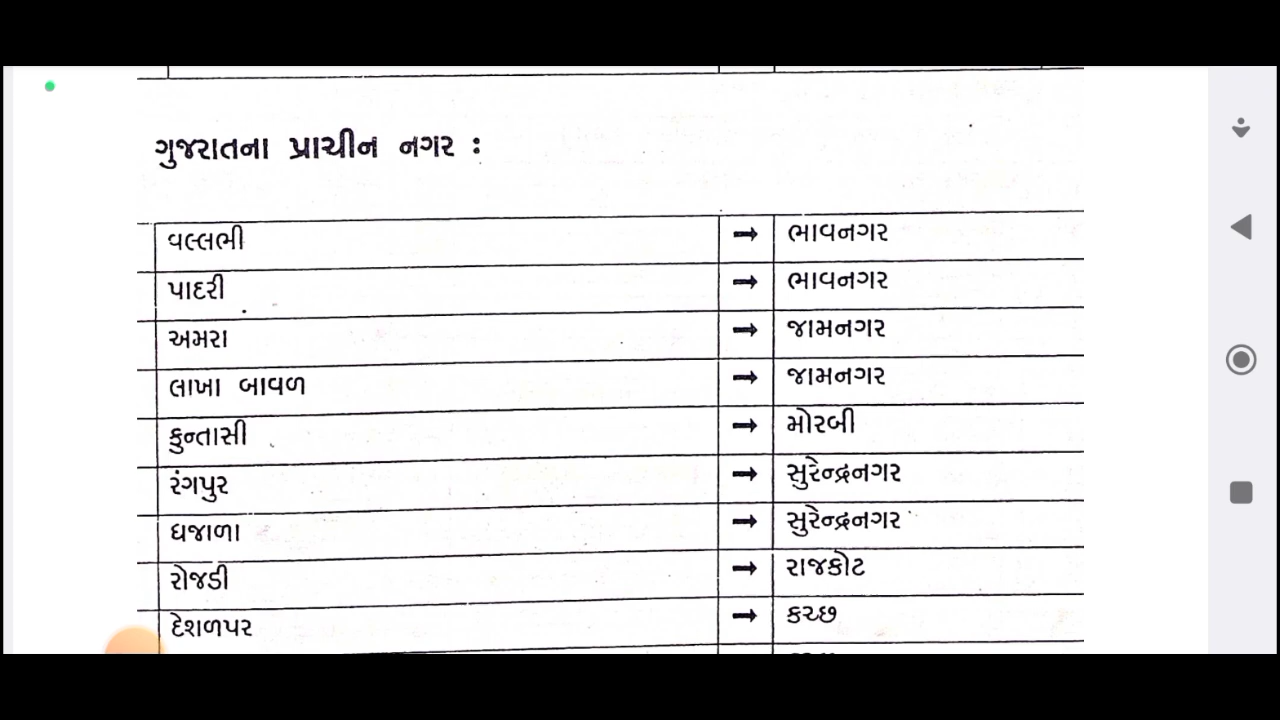 ગુજરાતના પ્રાચીન નગર :
વલ્લભી → ભાવનગર
પાદરી → ભાવનગર
અમરા → જામનગર
લાખા બાવળ → જામનગર
કુન્તાસી → મોરબી
રંગપુર → સુરેન્દ્રનગર
ધજાળા → સુરેન્દ્રનગર
રોજડી → રાજકોટ
દેશળપર → કચ્છ